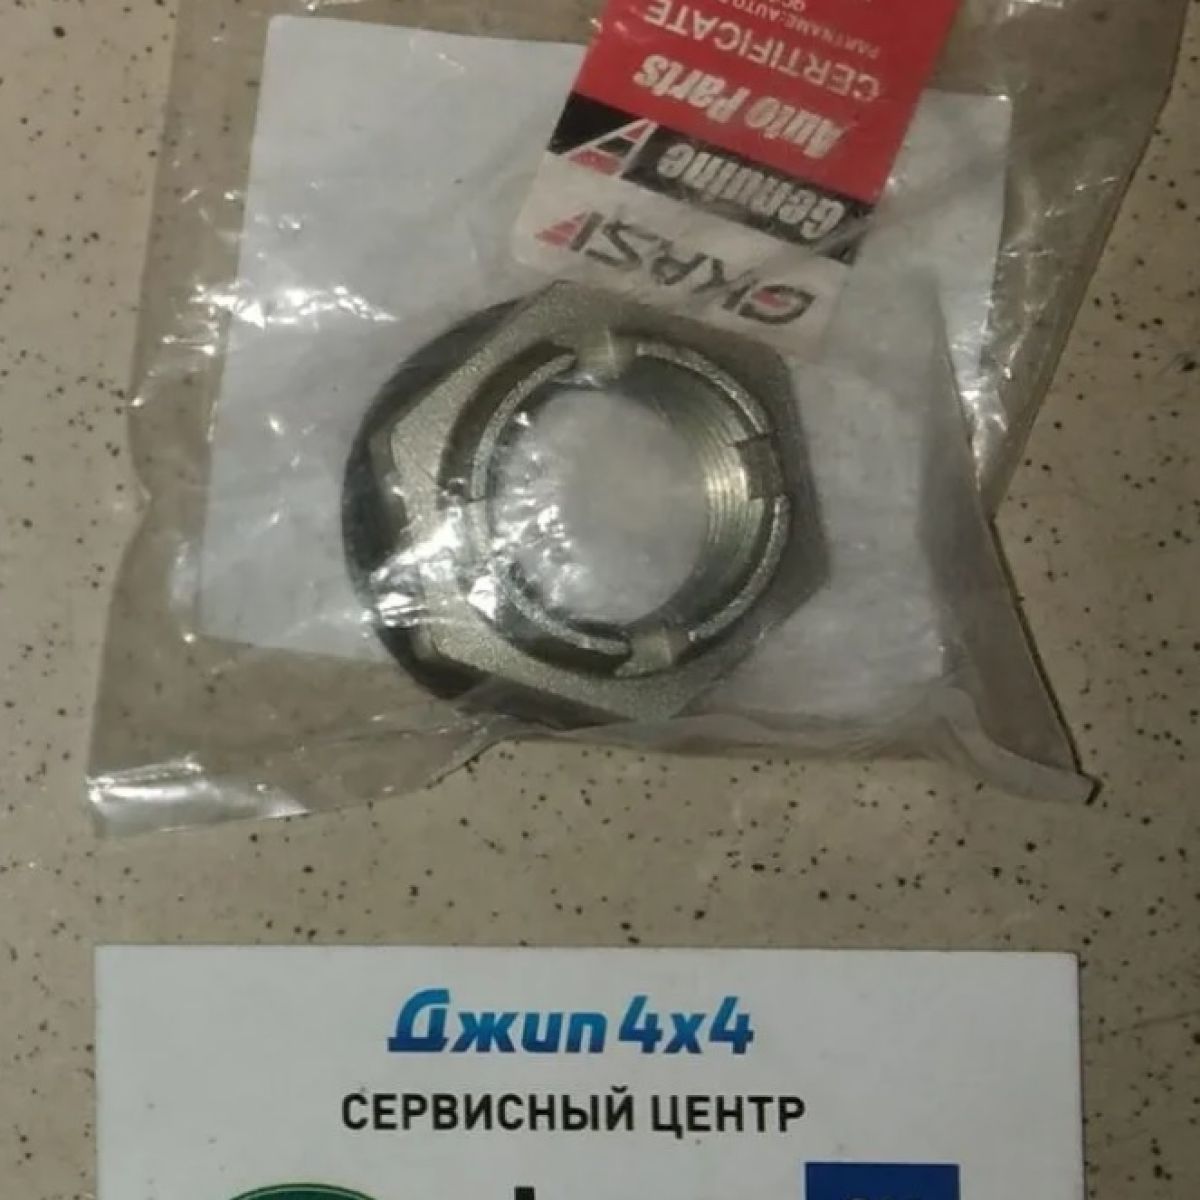 GKASI
Genuine
Auto Parts
CERTIFICATE
Джип 4x4
СЕРВИСНЫЙ ЦЕНТР